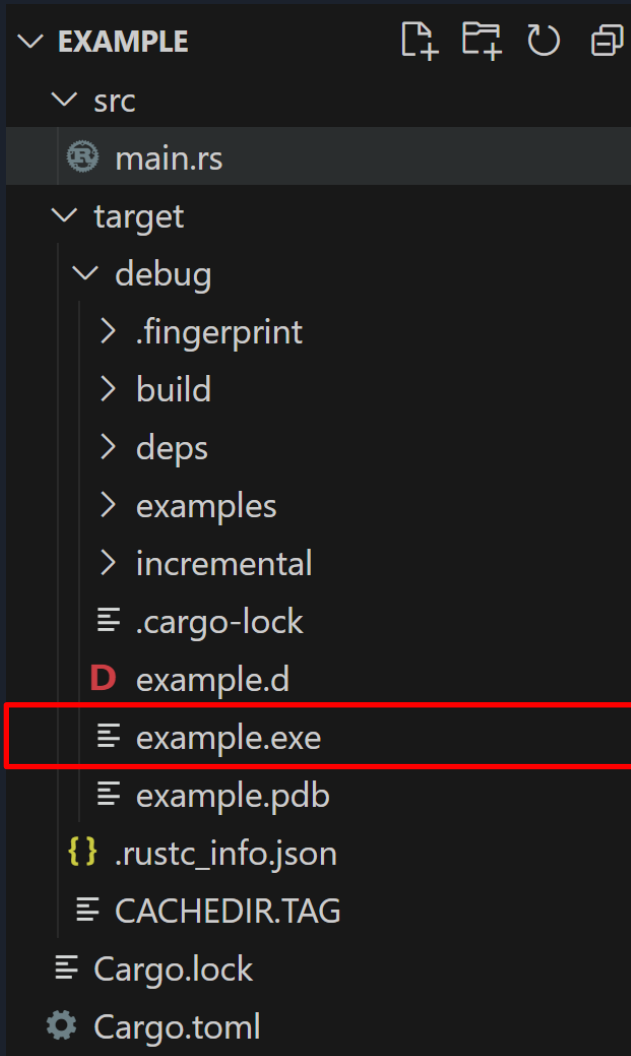 EXAMPLE
src
main.rs
target
debug
.fingerprint
build
deps
examples
incremental
.cargo-lock
D example.d
example.exe
example.pdb
{} .rustc_info.json
CACHEDIR.TAG
Cargo.lock
Cargo.toml